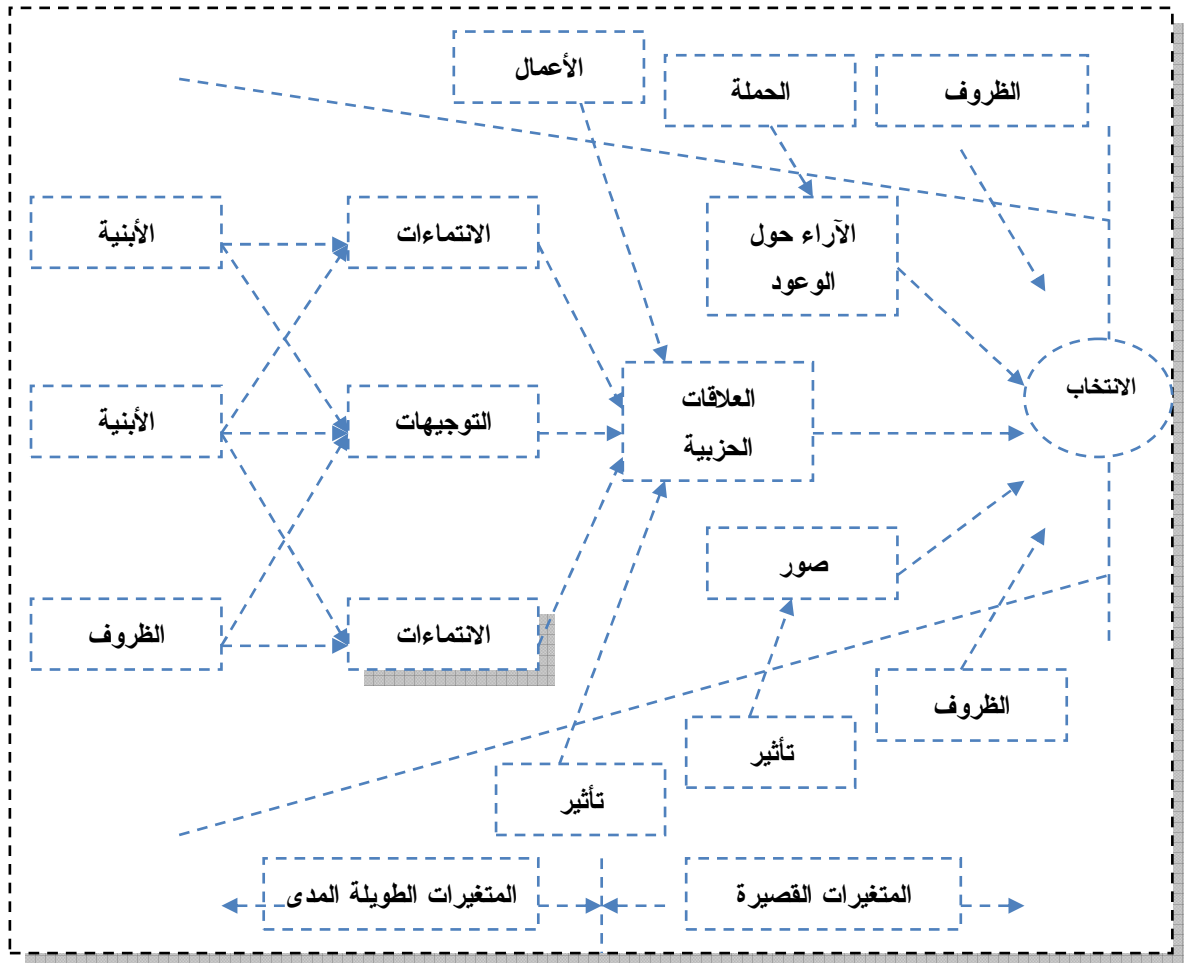 الأعمال
الحملة
الظروف
الأبنية
الانتماءات
الآراء حول
الوعود
الأبنية
التوجيهات
العلاقات
الحزبية
الانتخاب
الظروف
الانتماءات
صور
الظروف
تأثير
تأثير
المتغيرات الطويلة المدى
المتغيرات القصيرة